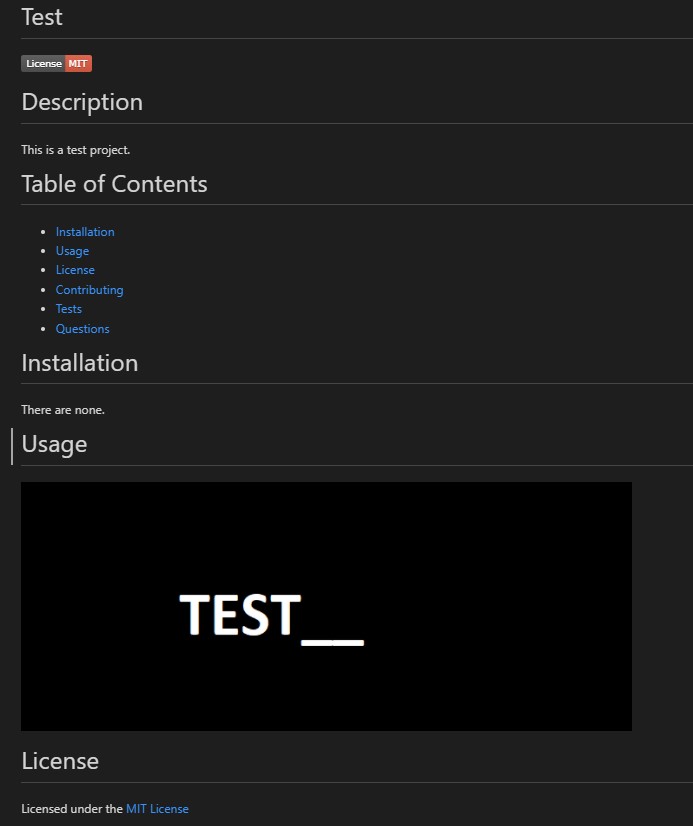 Test
License MIT
Description
This is a test project.
Table of Contents
Installation
Usage
License
Contributing
Tests
Questions
Installation
There are none.
Usage
TEST__
License
Licensed under the MIT License